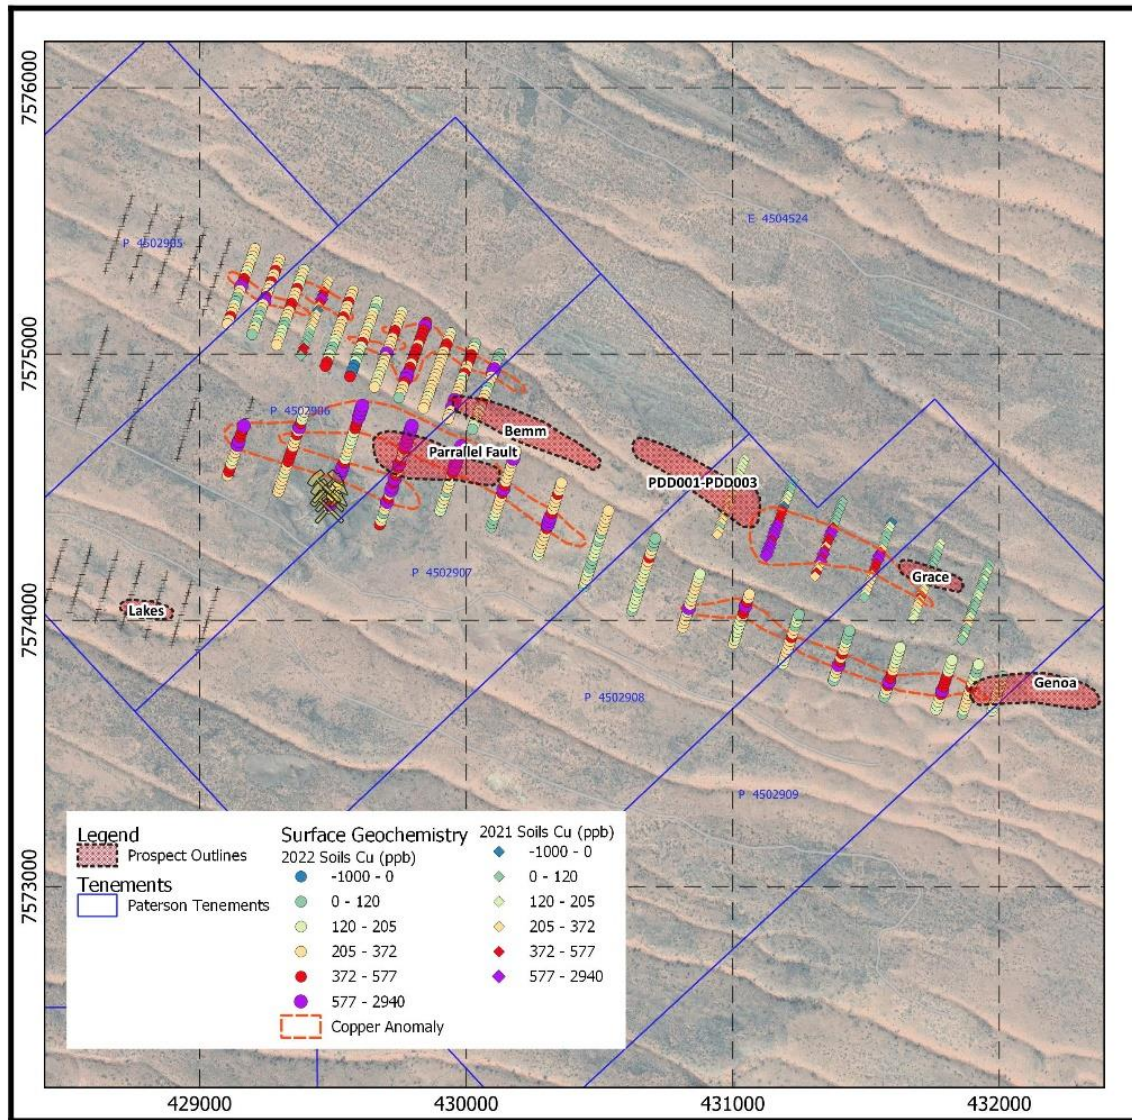 7576000
E 4504524
P 4502905
7575000
P 4502906
Bemm
Parrallel Fault
PDD001-PDD003
P 4502907
Grace
7574000
Lakes
Genoa
P 4502908
P 4502909
7573000
Legend
Prospect Outlines
Tenements
Paterson Tenements
Surface Geochemistry
2022 Soils Cu (ppb)
-1000 - 0
0 - 120
120 - 205
205 - 372
372 - 577
577 - 2940
Copper Anomaly
2021 Soils Cu (ppb)
-1000 - 0
0 - 120
120 - 205
205 - 372
372 - 577
577 - 2940
429000
430000
431000
432000